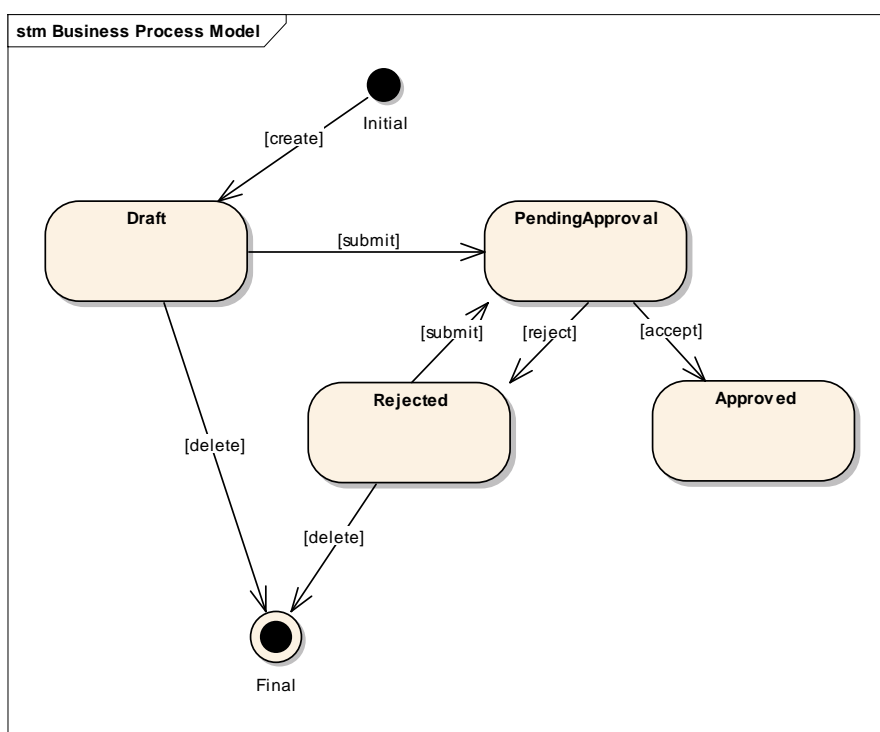 stm Business Process Model
Initial
[create]
Draft
PendingApproval
[submit]
[submit]
[reject]
[accept]
Rejected
Approved
[delete]
[delete]
Final